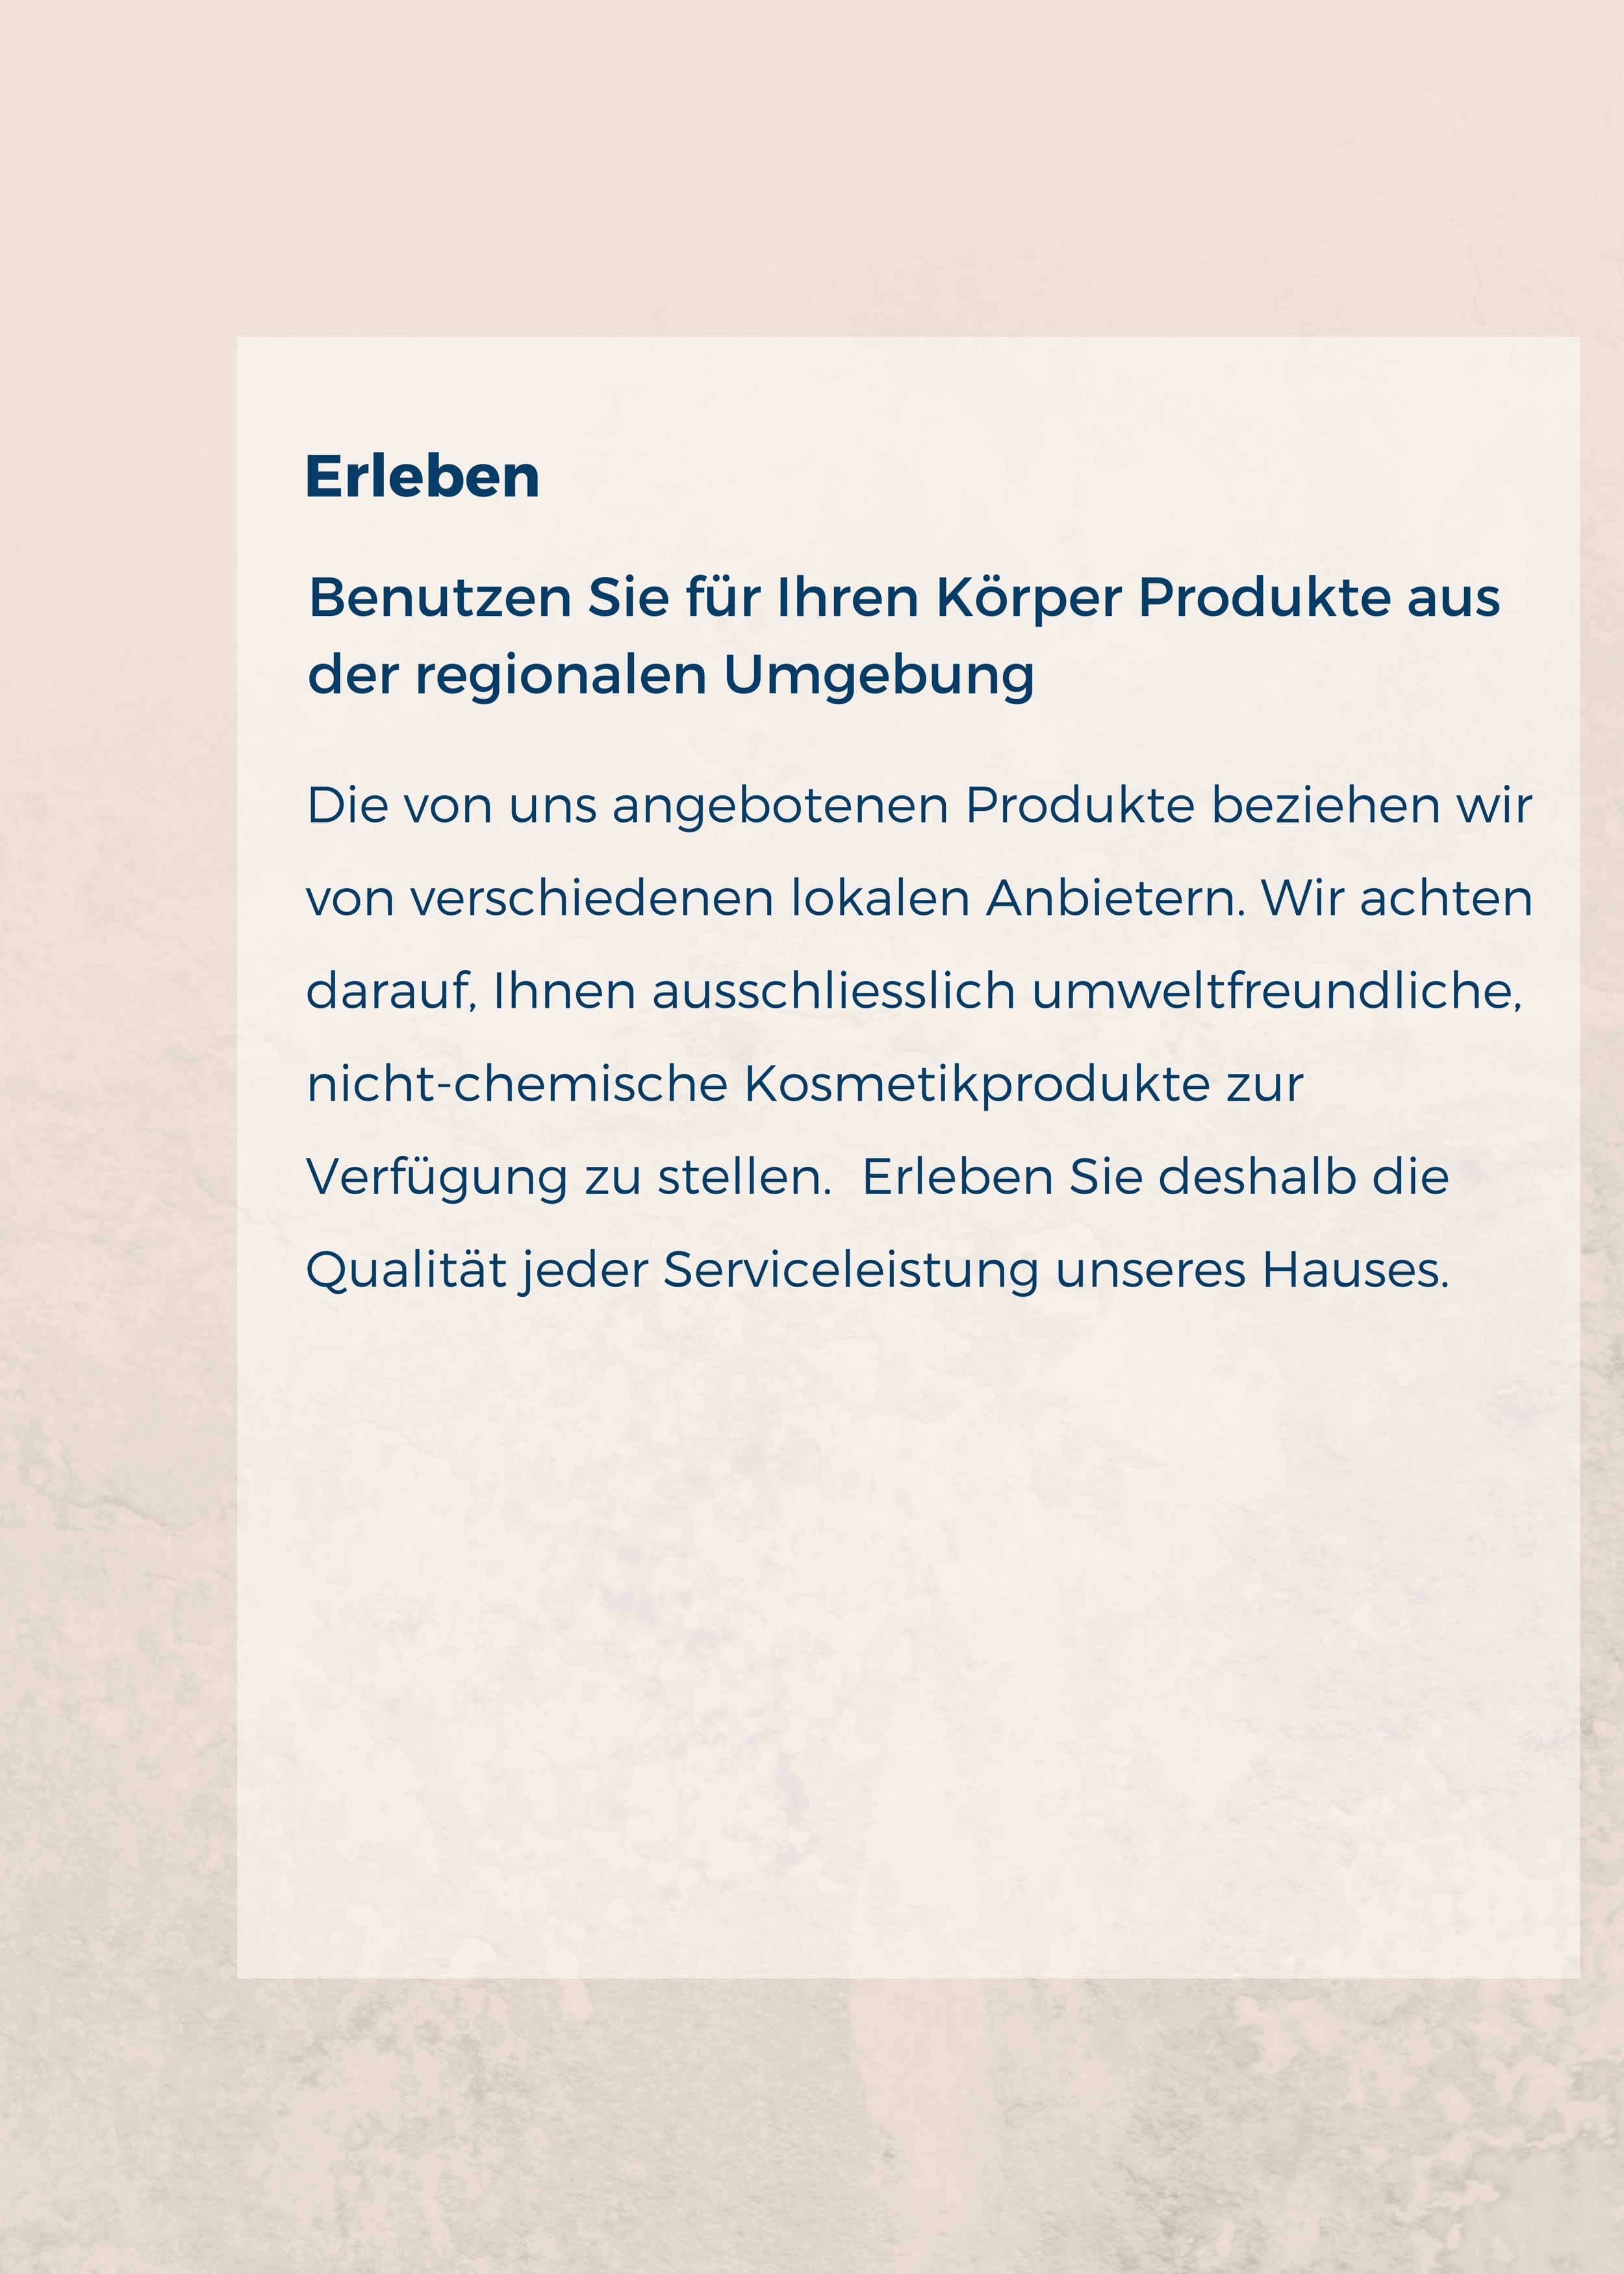 Erleben
Benutzen Sie für Ihren Körper Produkte aus
der regionalen Umgebung
Die von uns angebotenen Produkte beziehen wir
von verschiedenen lokalen Anbietern. Wir achten
darauf, Ihnen ausschliesslich umweltfreundliche,
nicht-chemische Kosmetikprodukte zur
Verfügung zu stellen.  Erleben Sie deshalb die
Qualität jeder Serviceleistung unseres Hauses.